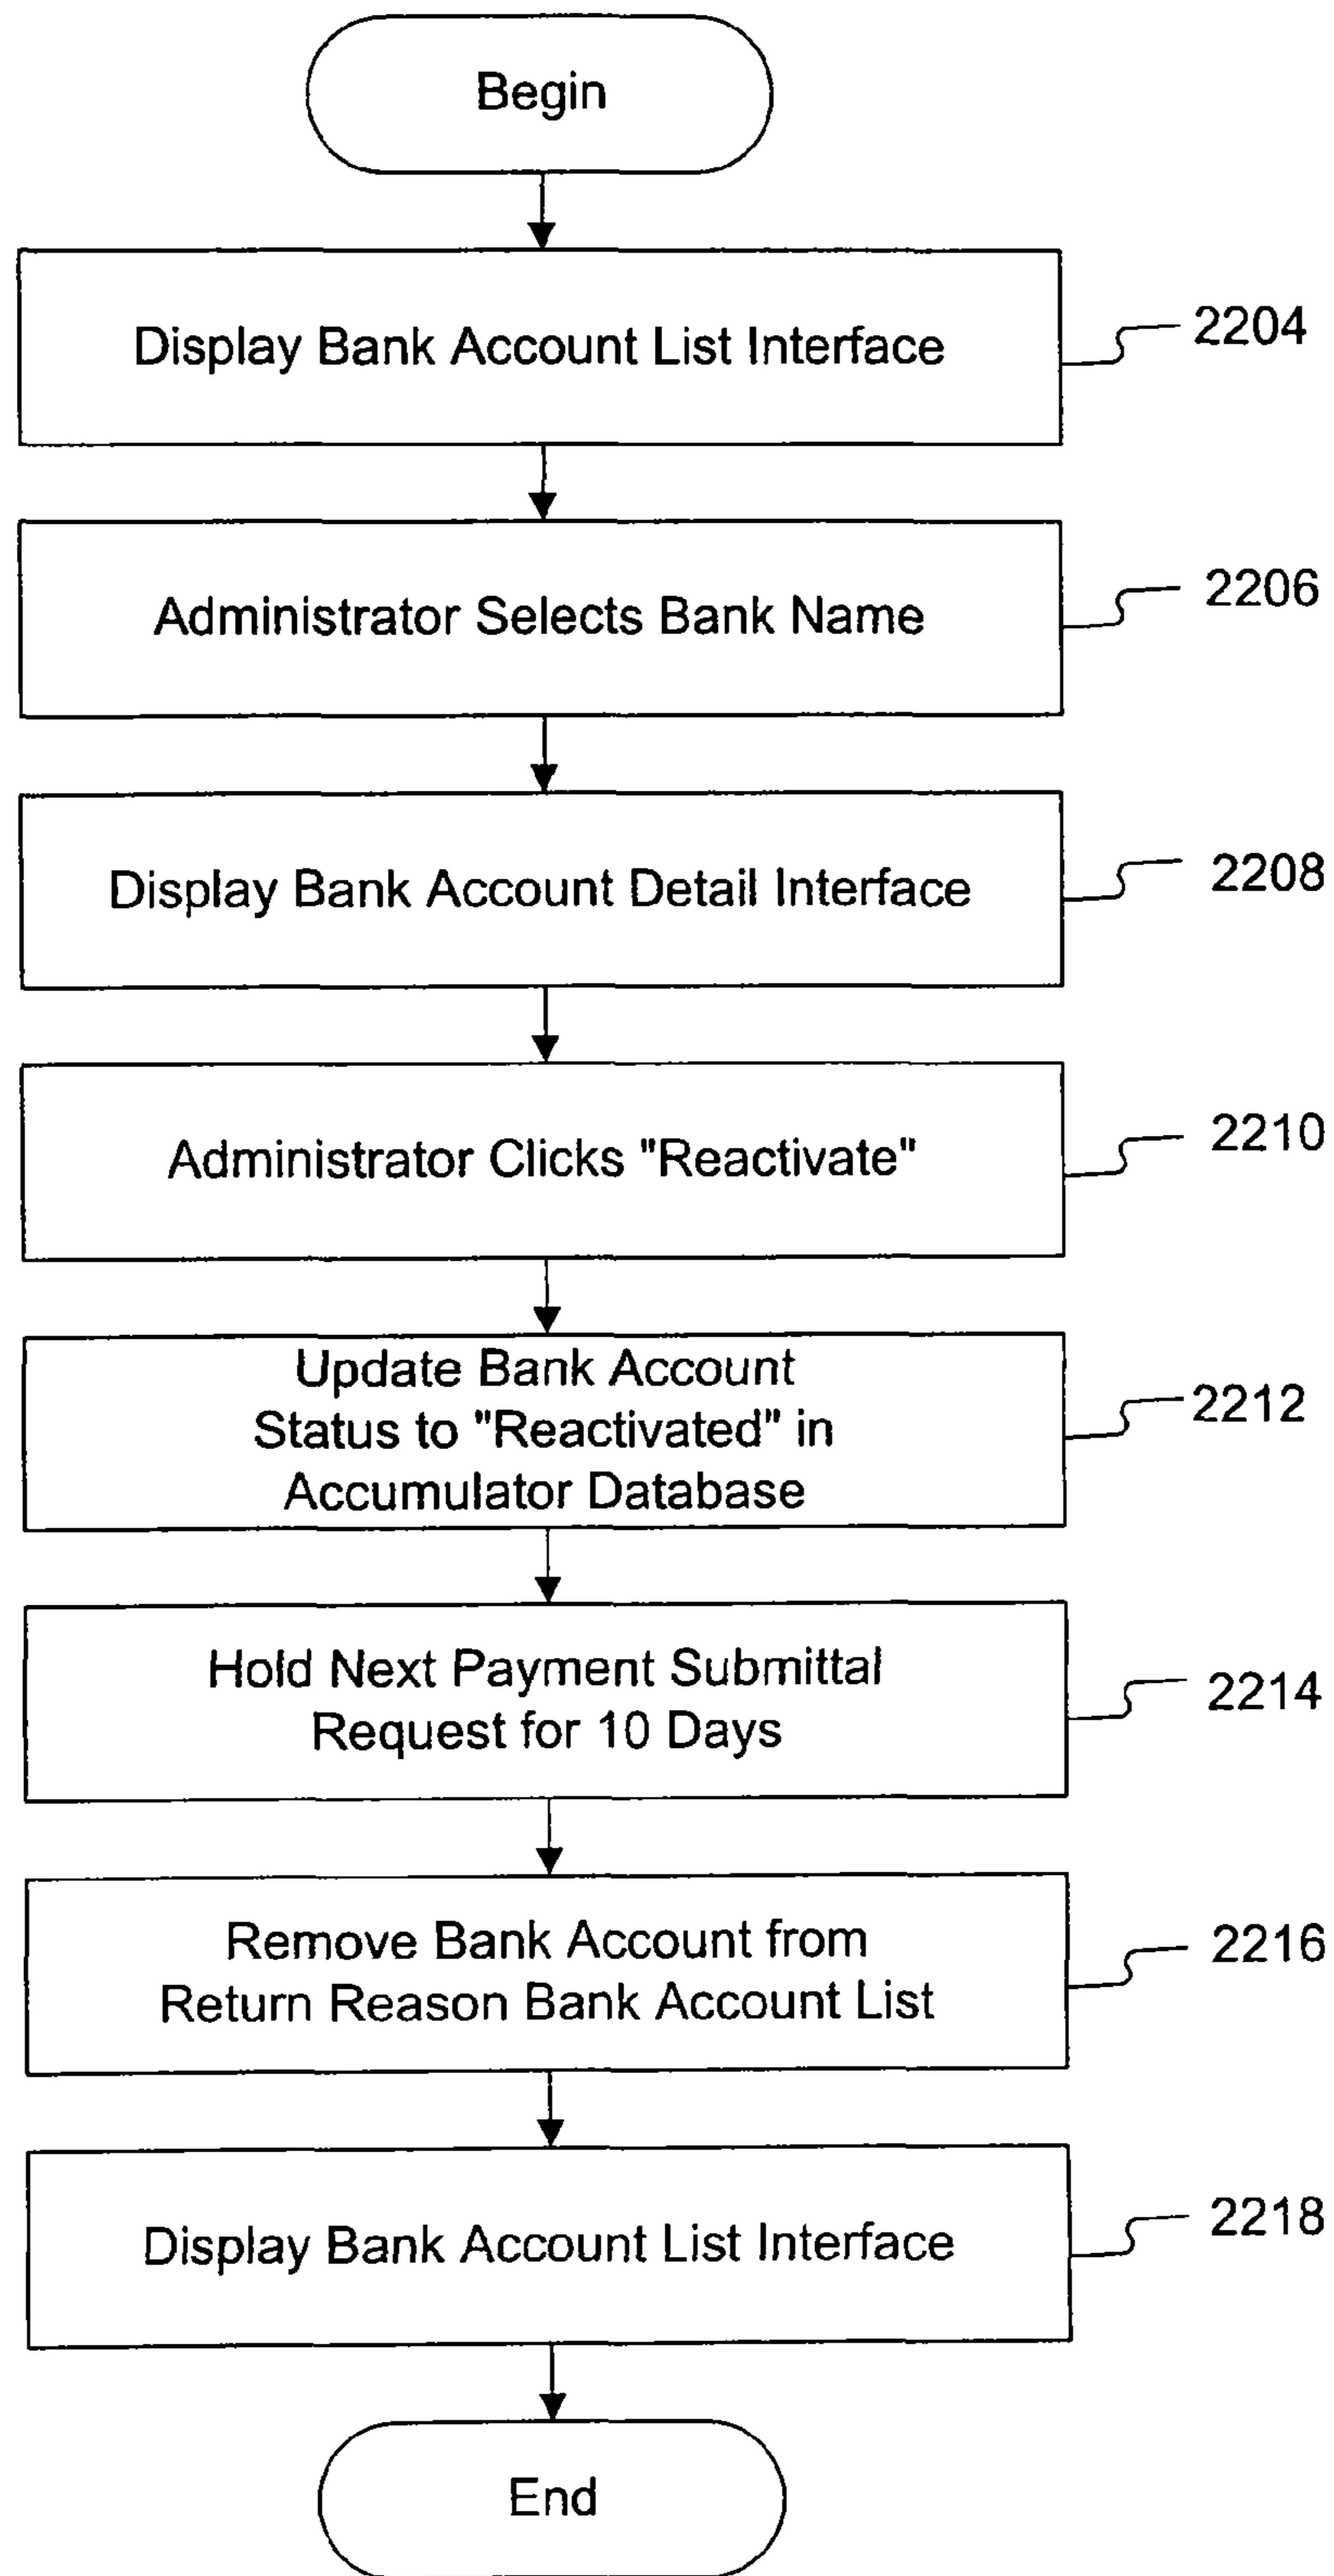 Begin
Display Bank Account List Interface
2204
Administrator Selects Bank Name
2206
Display Bank Account Detail Interface
2208
Administrator Clicks "Reactivate"
2210
Update Bank Account
Status to "Reactivated" in
Accumulator Database
2212
Hold Next Payment Submittal
Request for 10 Days
2214
Remove Bank Account from
Return Reason Bank Account List
2216
Display Bank Account List Interface
2218
End